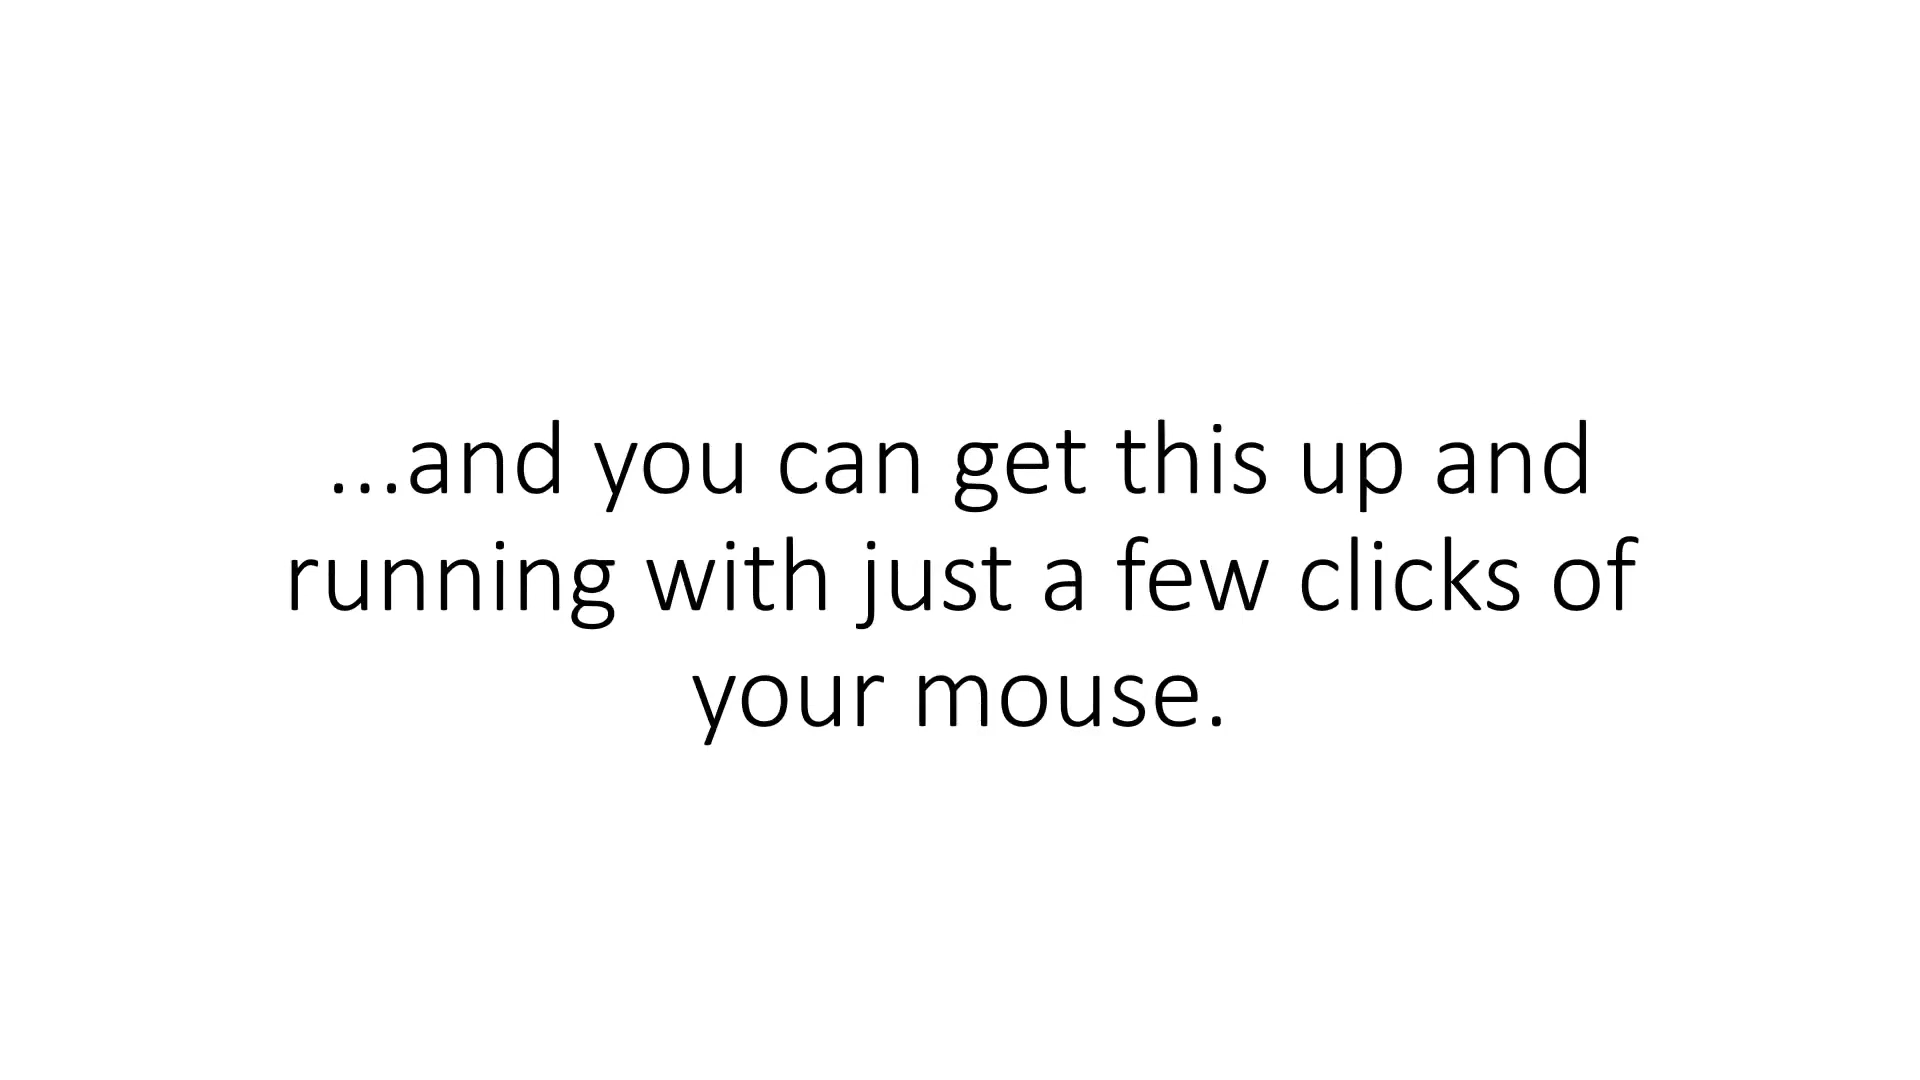 ...and you can get this up and
running with just a few clicks of
your mouse.